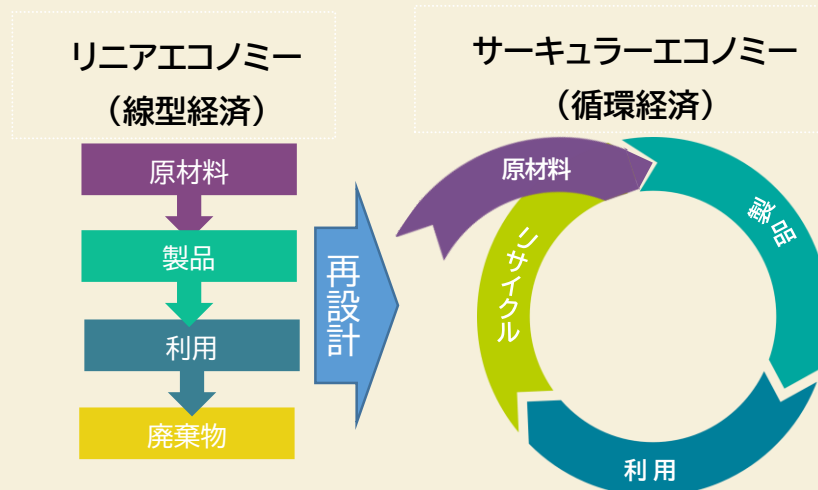 リニアエコノミー
（線型経済）
原材料
製品
利用
廃棄物
再設計
サーキュラーエコノミー
（循環経済）
原材料
製品
利用
リサイクル